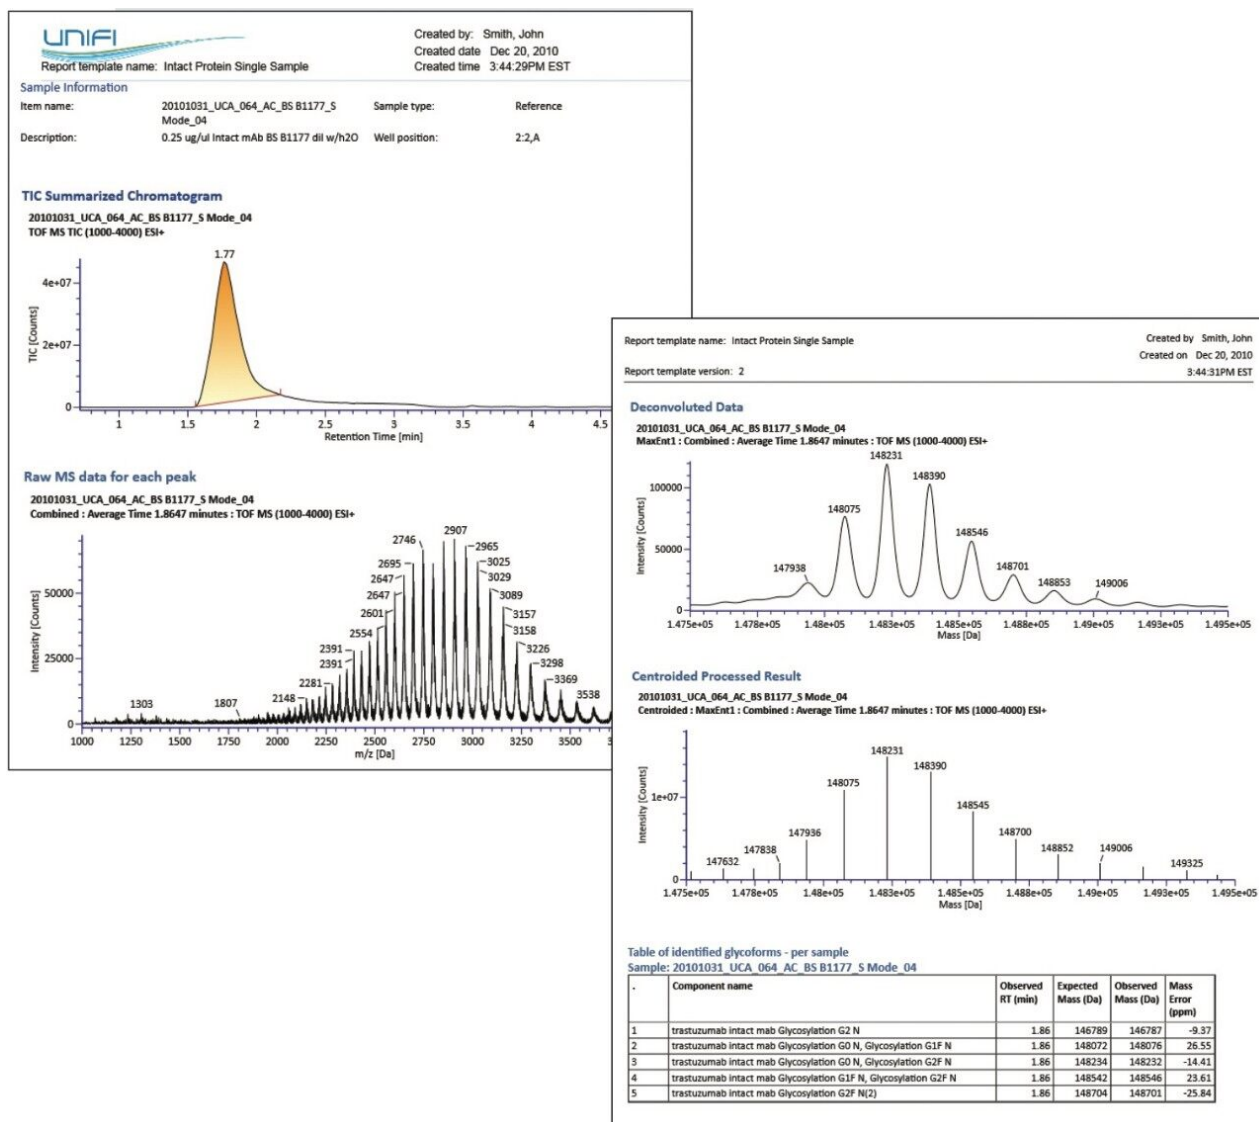 UNIFI
Created by: Smith, John
Created date Dec 20, 2010
Report template name: Intact Protein Single Sample
Created time 3:44:29PM EST
Sample Information
Item name: 20101031_UCA_064_AC_BS B1177_S Sample type: Reference
Mode_04
Description: 0.25 ug/ul Intact mAb BS B1177 dil w/h2O Well position: 2:2,A
TIC Summarized Chromatogram
20101031_UCA_064_AC_BS B1177_S Mode_04
TOF MS TIC (1000-4000) ESI+
1.77
4e+07
2e+07
0
TIC [Counts]
1 1.5 2 2.5 3 3.5 4 4.5
Retention Time [min]
Raw MS data for each peak
20101031_UCA_064_AC_BS B1177_S Mode_04
Combined : Average Time 1.8647 minutes : TOF MS (1000-4000) ESI+
2907
2746
2965
2695
3025
2647
3029
2601
3089
3157
2554
3158
2391
3226
2391
3298
2281
3369
2148
3538
1303
1807
50000
25000
0
Intensity [Counts]
1000 1250 1500 1750 2000 2250 2500 2750 3000 3250 3500
m/z [Da]
Report template name: Intact Protein Single Sample
Created by Smith, John
Created on Dec 20, 2010
Report template version: 2
3:44:31PM EST
Deconvoluted Data
20101031_UCA_064_AC_BS B1177_S Mode_04
MaxEnt1 : Combined : Average Time 1.8647 minutes : TOF MS (1000-4000) ESI+
148231
148390
148075
148546
147938
148701
148853
149006
100000
50000
0
Intensity [Counts]
1.475e+05 1.478e+05 1.48e+05 1.483e+05 1.485e+05 1.488e+05 1.49e+05 1.493e+05 1.495e+05
Mass [Da]
Centroided Processed Result
20101031_UCA_064_AC_BS B1177_S Mode_04
Centroided : MaxEnt1 : Combined : Average Time 1.8647 minutes : TOF MS (1000-4000) ESI+
148231
148390
148075
148545
147936
148700
147838
148852
149006
147632
149325
1e+07
0
Intensity [Counts]
1.475e+05 1.478e+05 1.48e+05 1.483e+05 1.485e+05 1.488e+05 1.49e+05 1.493e+05 1.495e+05
Mass [Da]
Table of identified glycoforms - per sample
Sample: 20101031_UCA_064_AC_BS B1177_S Mode_04
. Component name Observed RT (min) Expected Mass (Da) Observed Mass (Da) Mass Error (ppm)
1 trastuzumab intact mab Glycosylation G2 N 1.86 146789 146787 -9.37
2 trastuzumab intact mab Glycosylation G0 N, Glycosylation G1F N 1.86 148072 148076 26.55
3 trastuzumab intact mab Glycosylation G0 N, Glycosylation G2F N 1.86 148234 148232 -14.41
4 trastuzumab intact mab Glycosylation G1F N, Glycosylation G2F N 1.86 148542 148546 23.61
5 trastuzumab intact mab Glycosylation G2F N(2) 1.86 148704 148701 -25.84